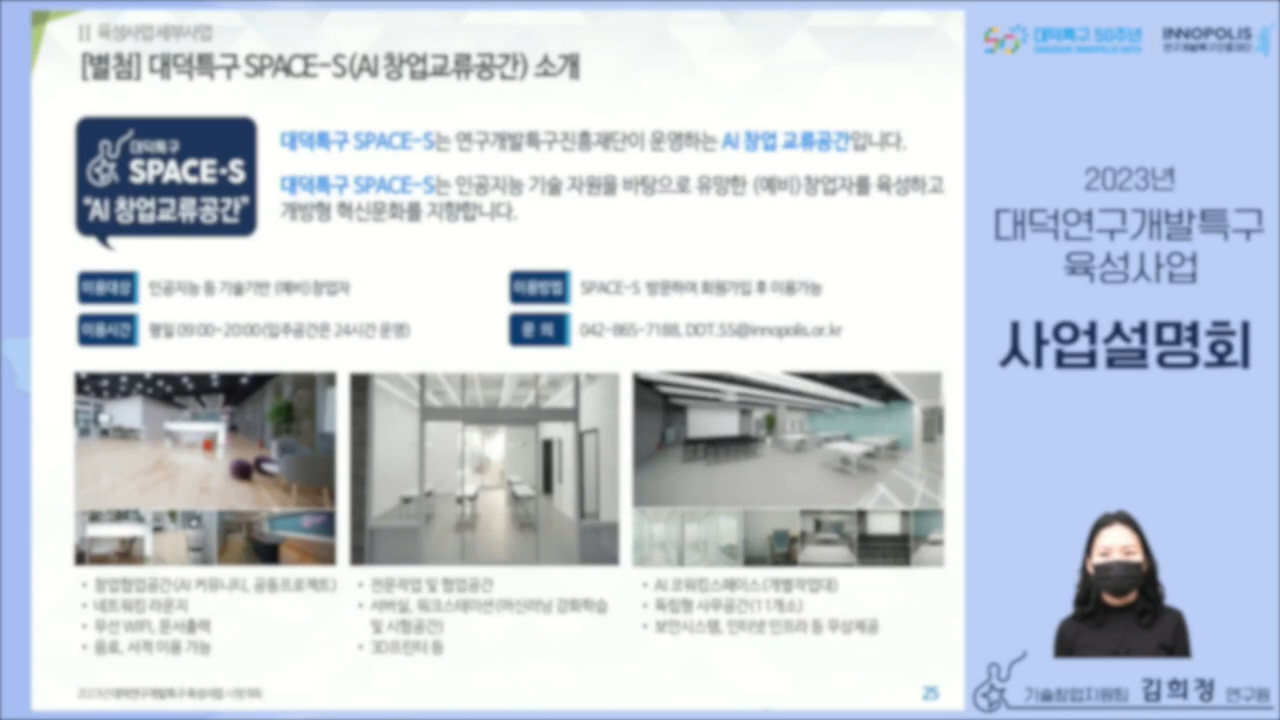 II 육성사업 세부사업
[별첨] 대덕특구 SPACE-S(AI 창업교류공간) 소개
대덕특구
SPACE-S
"AI 창업교류공간"
대덕특구 SPACE-S는 연구개발특구진흥재단이 운영하는 AI 창업 교류공간입니다.
대덕특구 SPACE-S는 인공지능 기술 자원을 바탕으로 유망한 (예비)창업자를 육성하고
개방형 혁신문화를 지향합니다.
이용대상 인공지능 등 기술기반 (예비)창업자
이용방법 SPACE-S 방문하여 회원가입 후 이용가능
이용시간 평일 09:00~20:00(입주공간은 24시간 운영)
문 의 042-865-7188, DDT.SS@innopolis.or.kr
• 창업협업공간(AI 커뮤니티, 공동프로젝트)
• 네트워킹 라운지
• 무선 WIFI, 문서출력
• 음료, 서적 이용 가능
• 전문작업 및 협업공간
• 서버실, 워크스테이션(머신러닝 강화학습
및 시험공간)
• 3D프린터 등
• AI 코워킹스페이스(개별작업대)
• 독립형 사무공간(11개소)
• 보안시스템, 인터넷 인프라 등 무상제공
25
대덕특구 50주년
INNOPOLIS
연구개발특구진흥재단
2023년
대덕연구개발특구
육성사업
사업설명회
기술창업지원팀 김희정 연구원